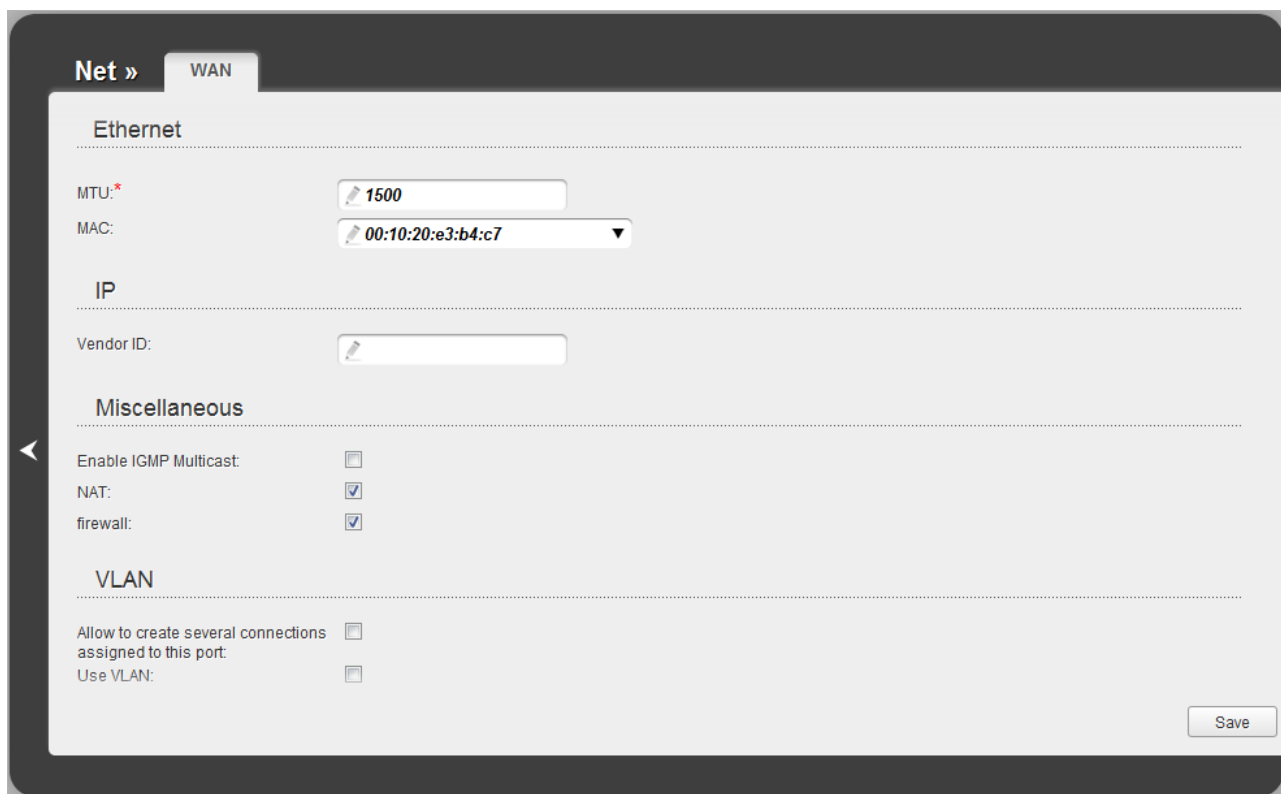 Net » WAN
Ethernet
MTU:* 1500
MAC: 00:10:20:e3:b4:c7 ▼
IP
Vendor ID:
Miscellaneous
Enable IGMP Multicast:
NAT:
firewall:
VLAN
Allow to create several connections
assigned to this port:
Use VLAN:
Save